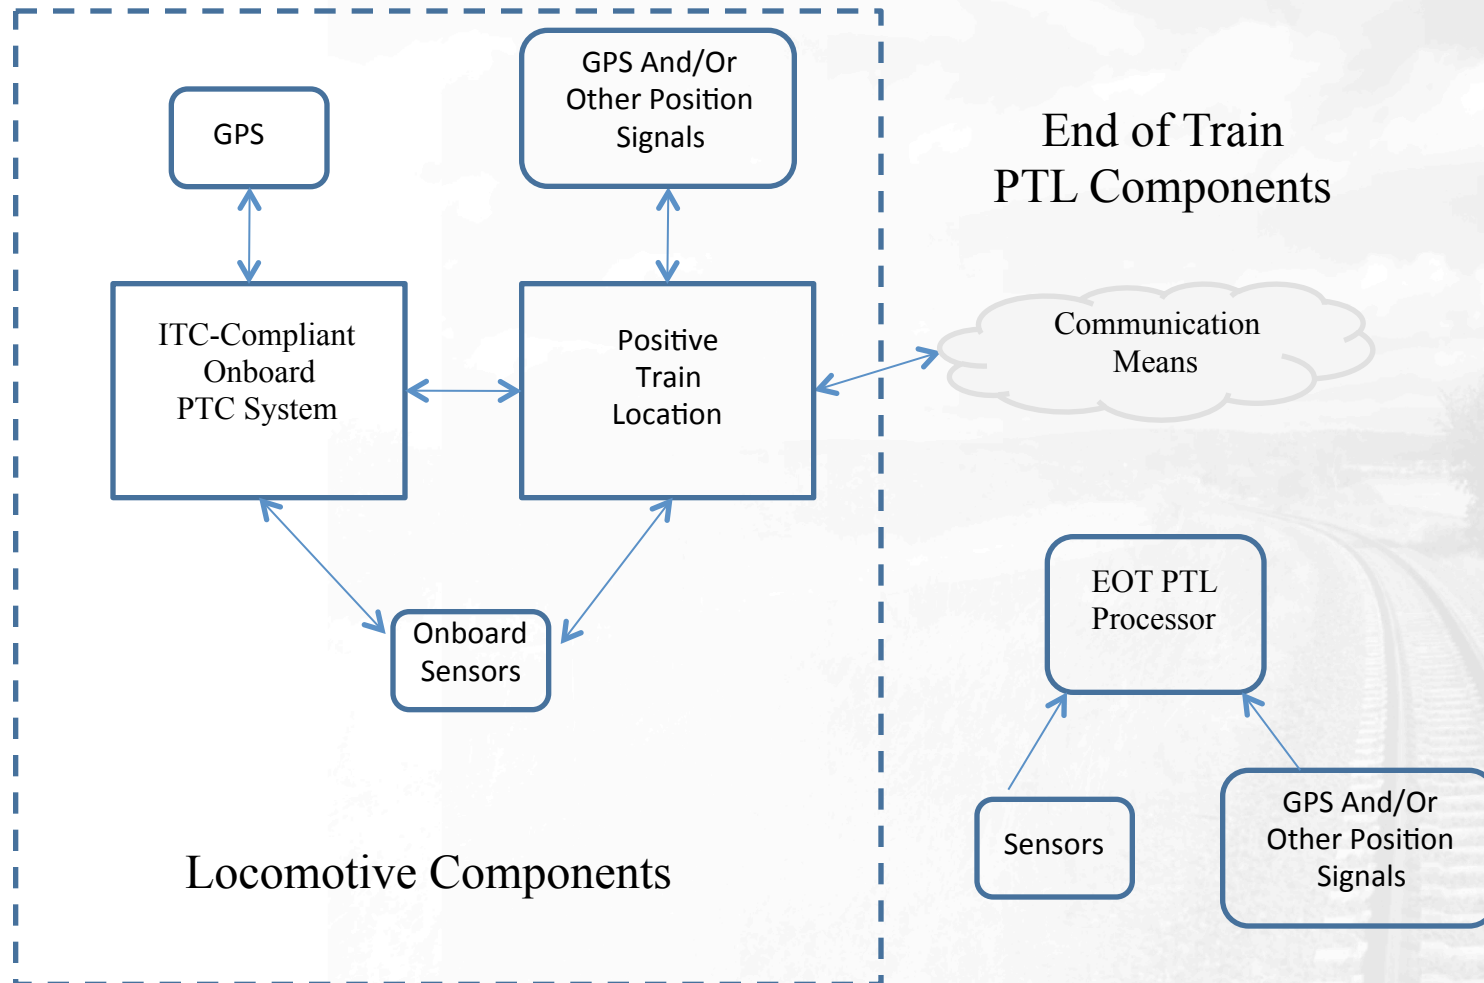 GPS
GPS And/Or
Other Position
Signals
End of Train
PTL Components
ITC-Compliant
Onboard
PTC System
Positive
Train
Location
Communication
Means
Onboard
Sensors
EOT PTL
Processor
Sensors
GPS And/Or
Other Position
Signals
Locomotive Components